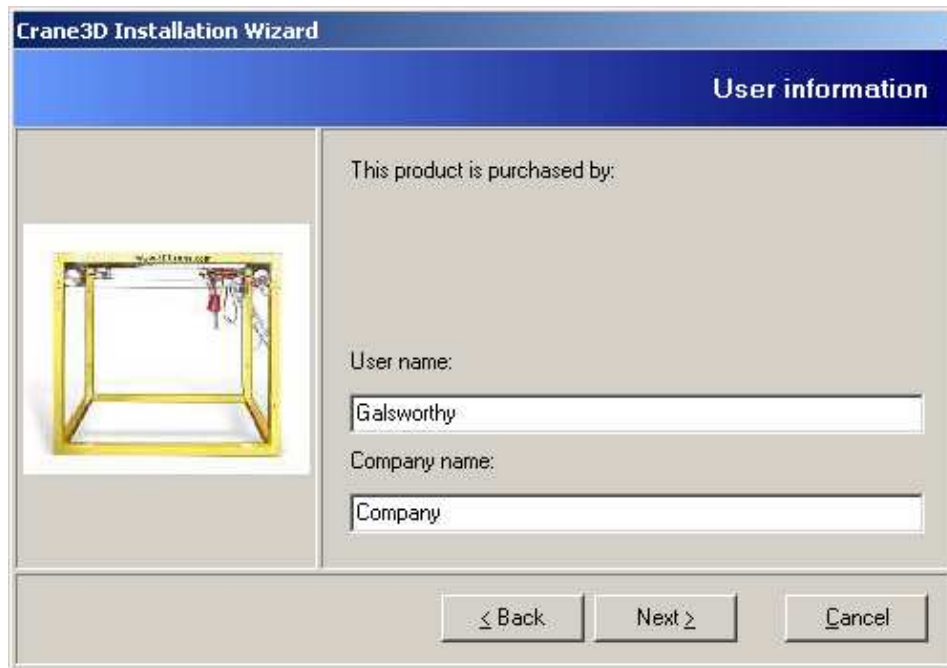 Crane3D Installation Wizard
User information
This product is purchased by:
User name:
Galsworthy
Company name:
Company
< Back
Next >
Cancel